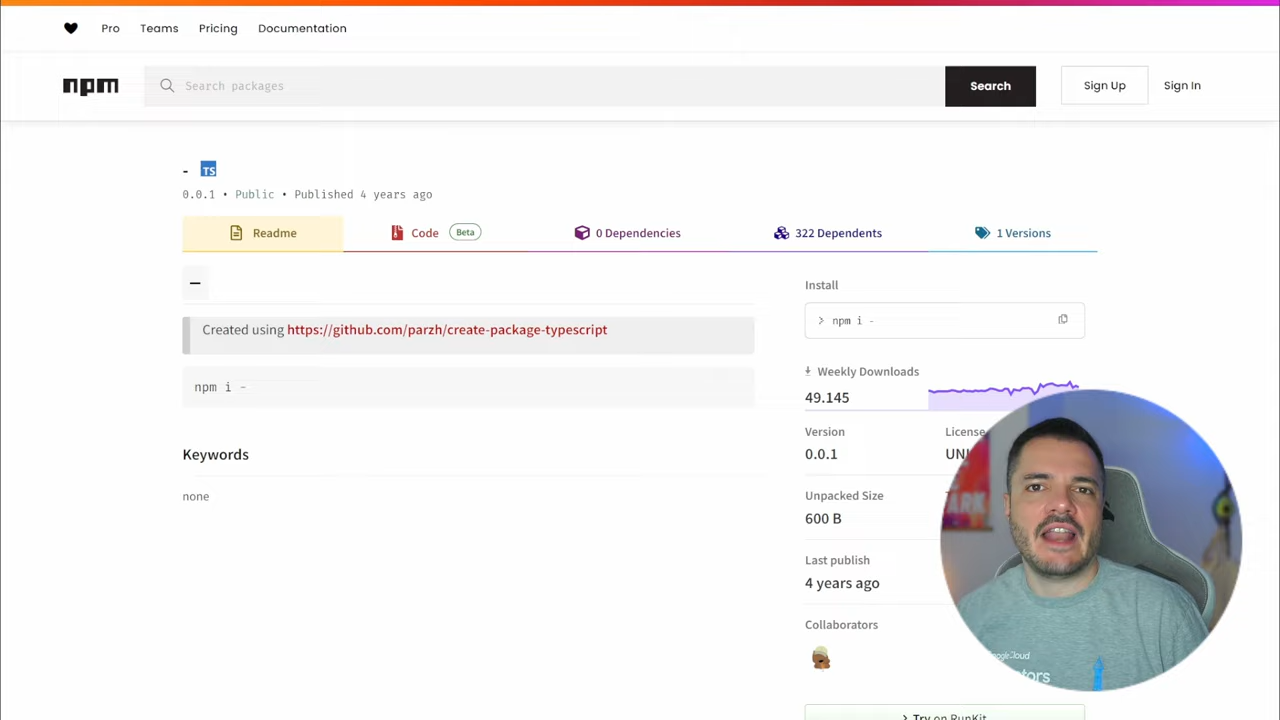 Pro Teams Pricing Documentation
npm Search packages Search Sign Up Sign In
- TS
0.0.1 • Public • Published 4 years ago
Readme Code Beta 0 Dependencies 322 Dependents 1 Versions
-
Created using https://github.com/parzh/create-package-typescript
npm i -
Keywords
none
Install
> npm i -
Weekly Downloads
49.145
Version License
0.0.1
Unpacked Size
600 B
Last publish
4 years ago
Collaborators
> Try on RunKit